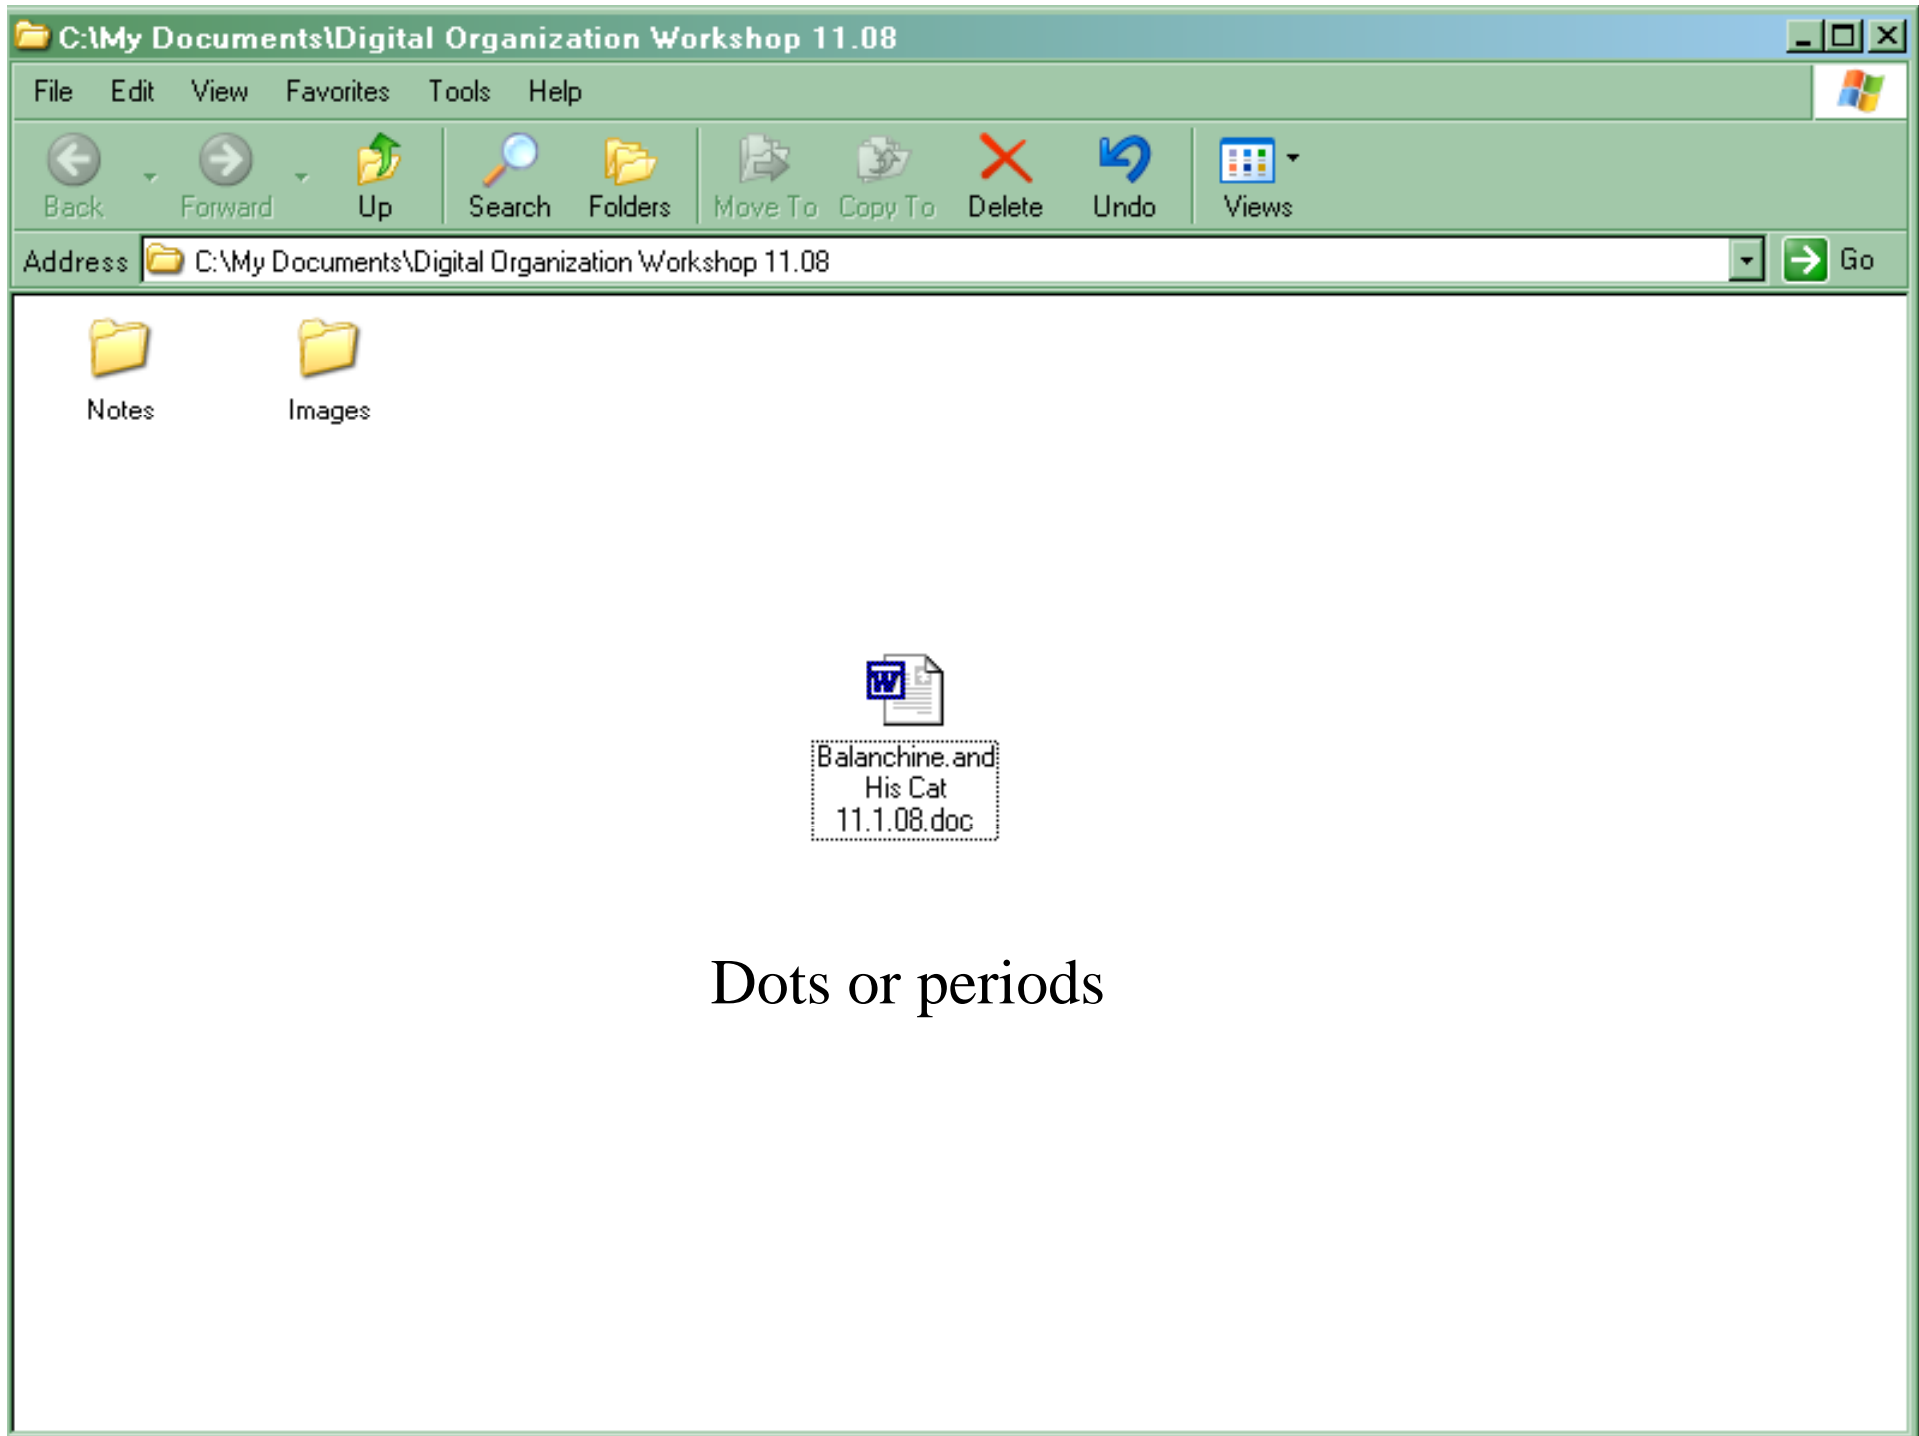 C:\My Documents\Digital Organization Workshop 11.08
File Edit View Favorites Tools Help
Back Forward Up Search Folders Move To Copy To Delete Undo Views
Address C:\My Documents\Digital Organization Workshop 11.08 Go
Notes Images
W
Balanchine.and
His Cat
11.1.08.doc
Dots or periods